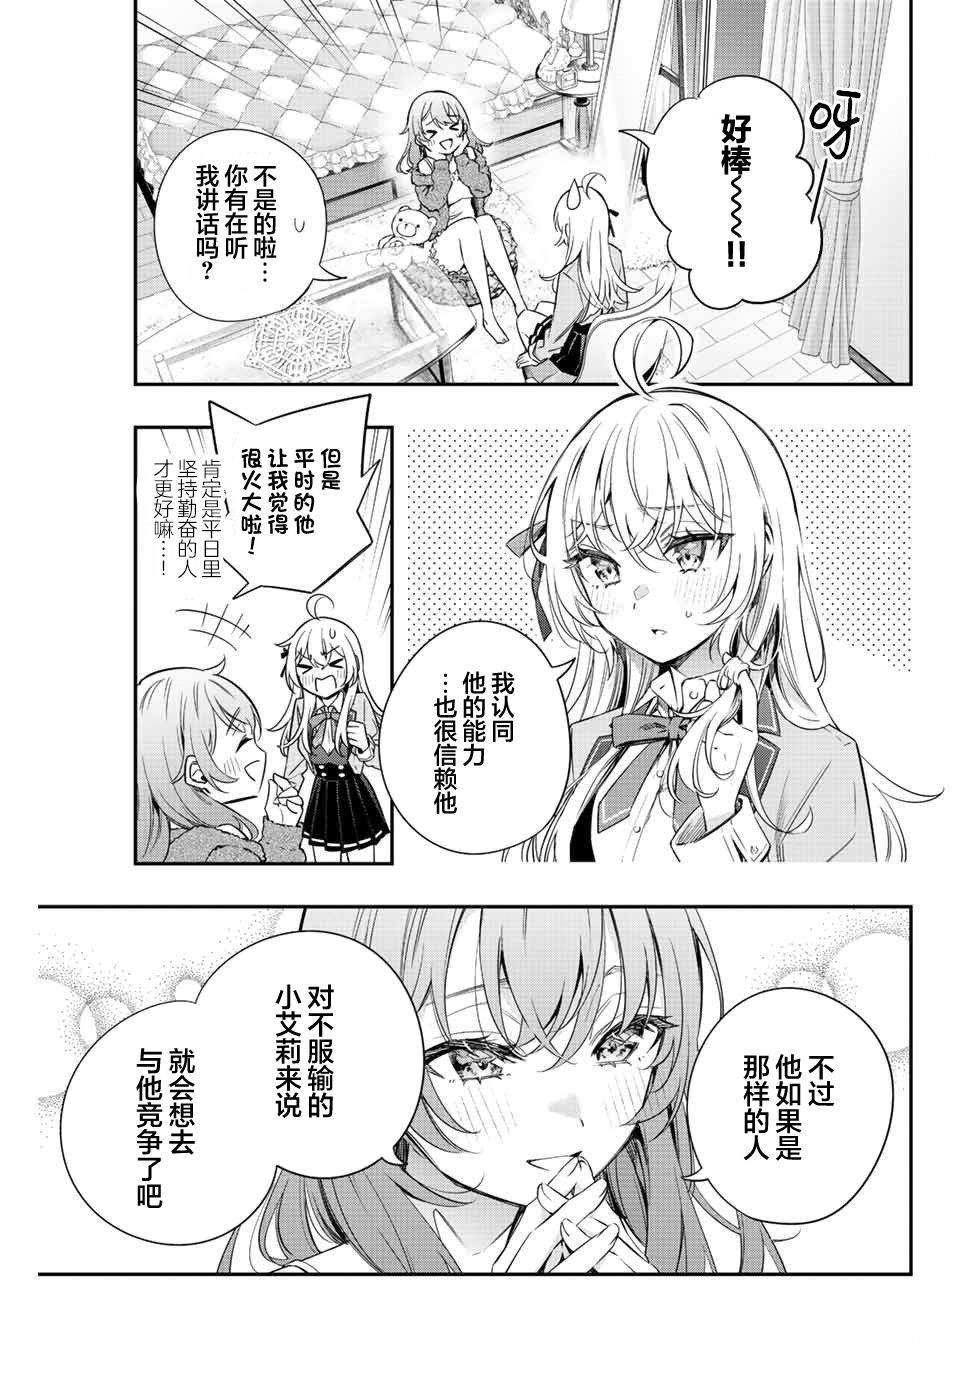 呀
好棒～～～!!
不是的啦…
你有在听
我讲话吗？
我认同
他的能力
…也很信赖他
但是
平时的他
让我觉得
很火大啦！
肯定是平日里
坚持勤奋的人
才更好嘛…！
不过
他如果是
那样的人
对不服输的
小艾莉来说
就会想去
与他竞争了吧